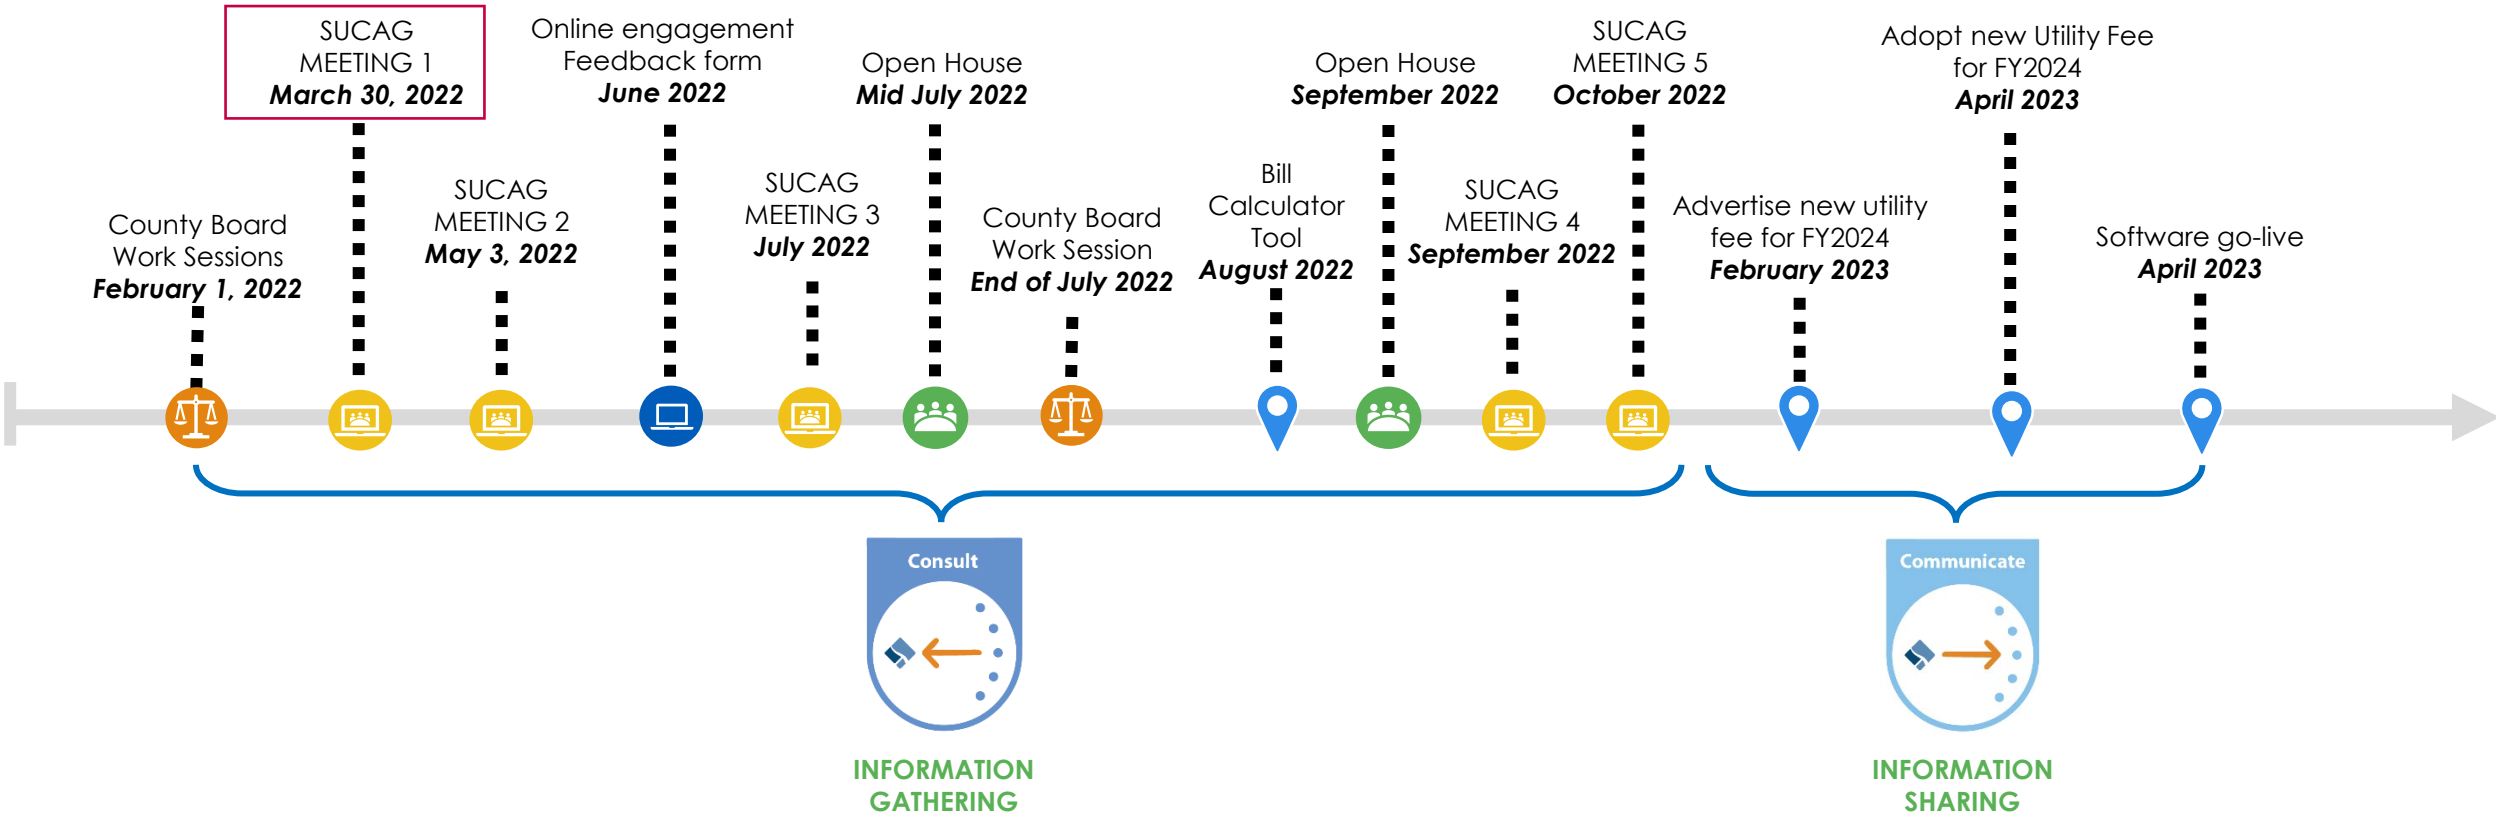 SUCAG
MEETING 1
March 30, 2022
Online engagement
Feedback form
June 2022
Open House
Mid July 2022
Open House
September 2022
SUCAG
MEETING 5
October 2022
Adopt new Utility Fee
for FY2024
April 2023
County Board
Work Sessions
February 1, 2022
SUCAG
MEETING 2
May 3, 2022
SUCAG
MEETING 3
July 2022
County Board
Work Session
End of July 2022
Bill
Calculator
Tool
August 2022
SUCAG
MEETING 4
September 2022
Advertise new utility
fee for FY2024
February 2023
Software go-live
April 2023
Consult
INFORMATION
GATHERING
Communicate
INFORMATION
SHARING